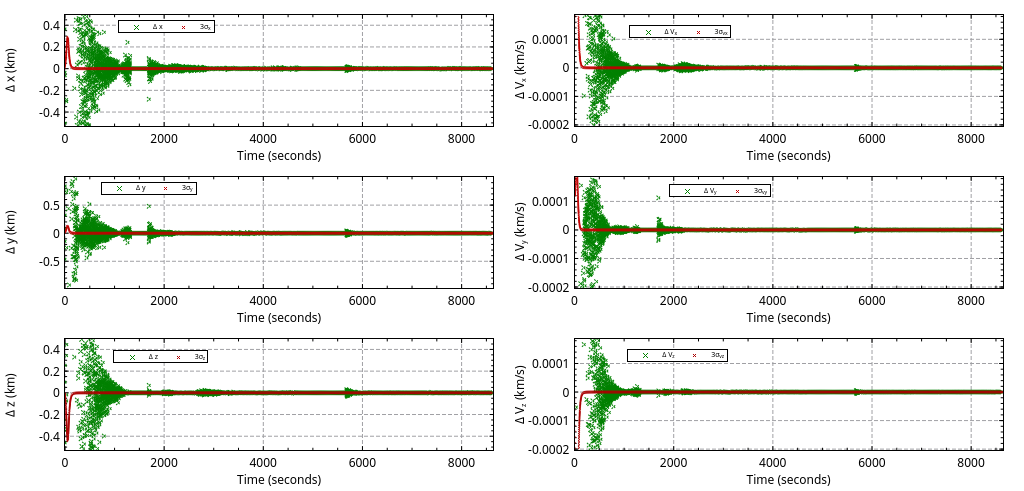 0.4
0.2
0
-0.2
-0.4
Δ x (km)
Δ x 3σₓ
0 2000 4000 6000 8000
Time (seconds)
0.0001
0
-0.0001
-0.0002
Δ Vₓ (km/s)
Δ Vₓ 3σᵥₓ
0 2000 4000 6000 8000
Time (seconds)
0.5
0
-0.5
Δ y (km)
Δ y 3σy
0 2000 4000 6000 8000
Time (seconds)
0.0001
0
-0.0001
-0.0002
Δ Vy (km/s)
Δ Vy 3σvy
0 2000 4000 6000 8000
Time (seconds)
0.4
0.2
0
-0.2
-0.4
Δ z (km)
Δ z 3σz
0 2000 4000 6000 8000
Time (seconds)
0.0001
0
-0.0001
-0.0002
Δ Vz (km/s)
Δ Vz 3σvz
0 2000 4000 6000 8000
Time (seconds)